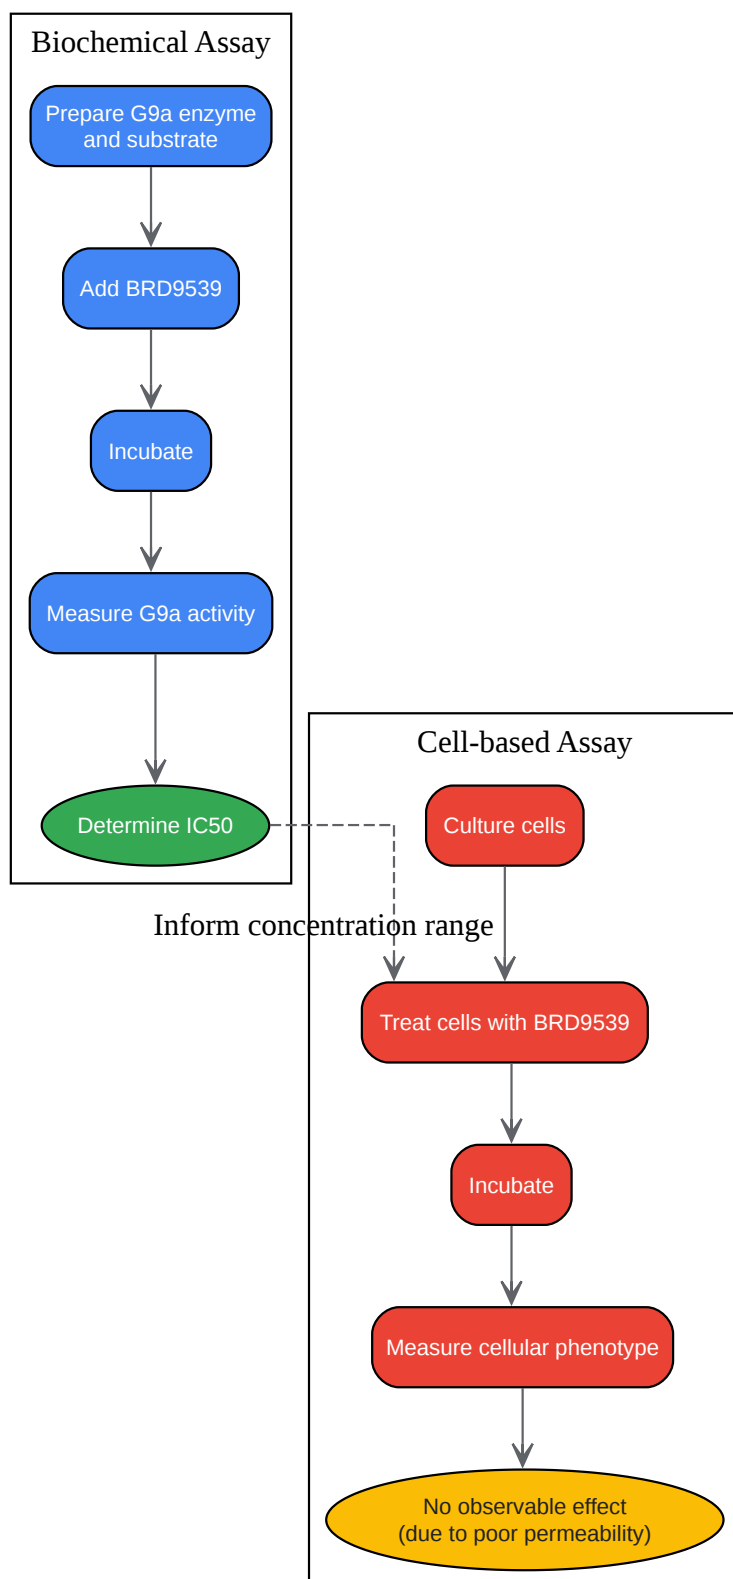 Biochemical Assay
Prepare G9a enzyme
and substrate
Add BRD9539
Incubate
Measure G9a activity
Determine IC50
Inform concentration range
Cell-based Assay
Culture cells
Treat cells with BRD9539
Incubate
Measure cellular phenotype
No observable effect
(due to poor permeability)